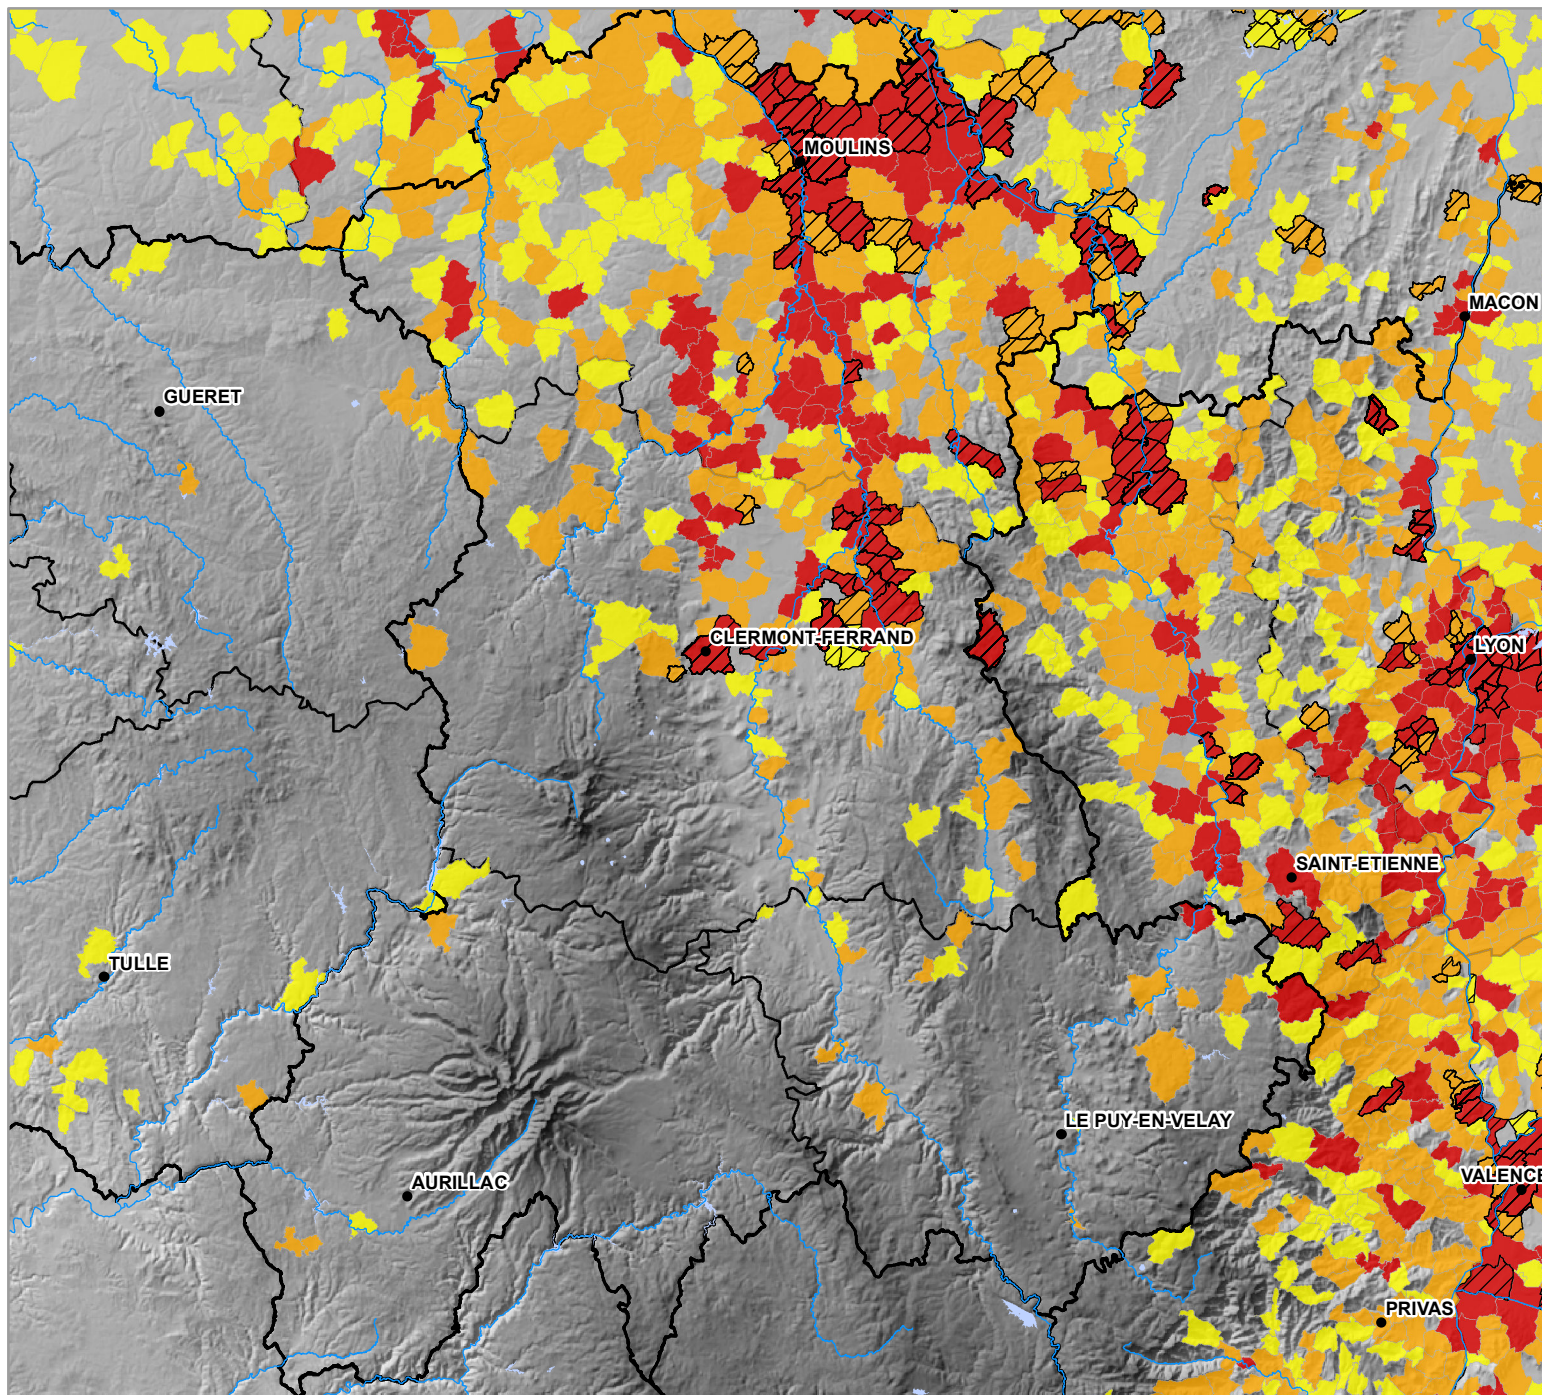 MOULINS
MACON
GUERET
CLERMONT-FERRAND
LYON
SAINT-ETIENNE
TULLE
LE PUY-EN-VELAY
AURILLAC
VALENCE
PRIVAS